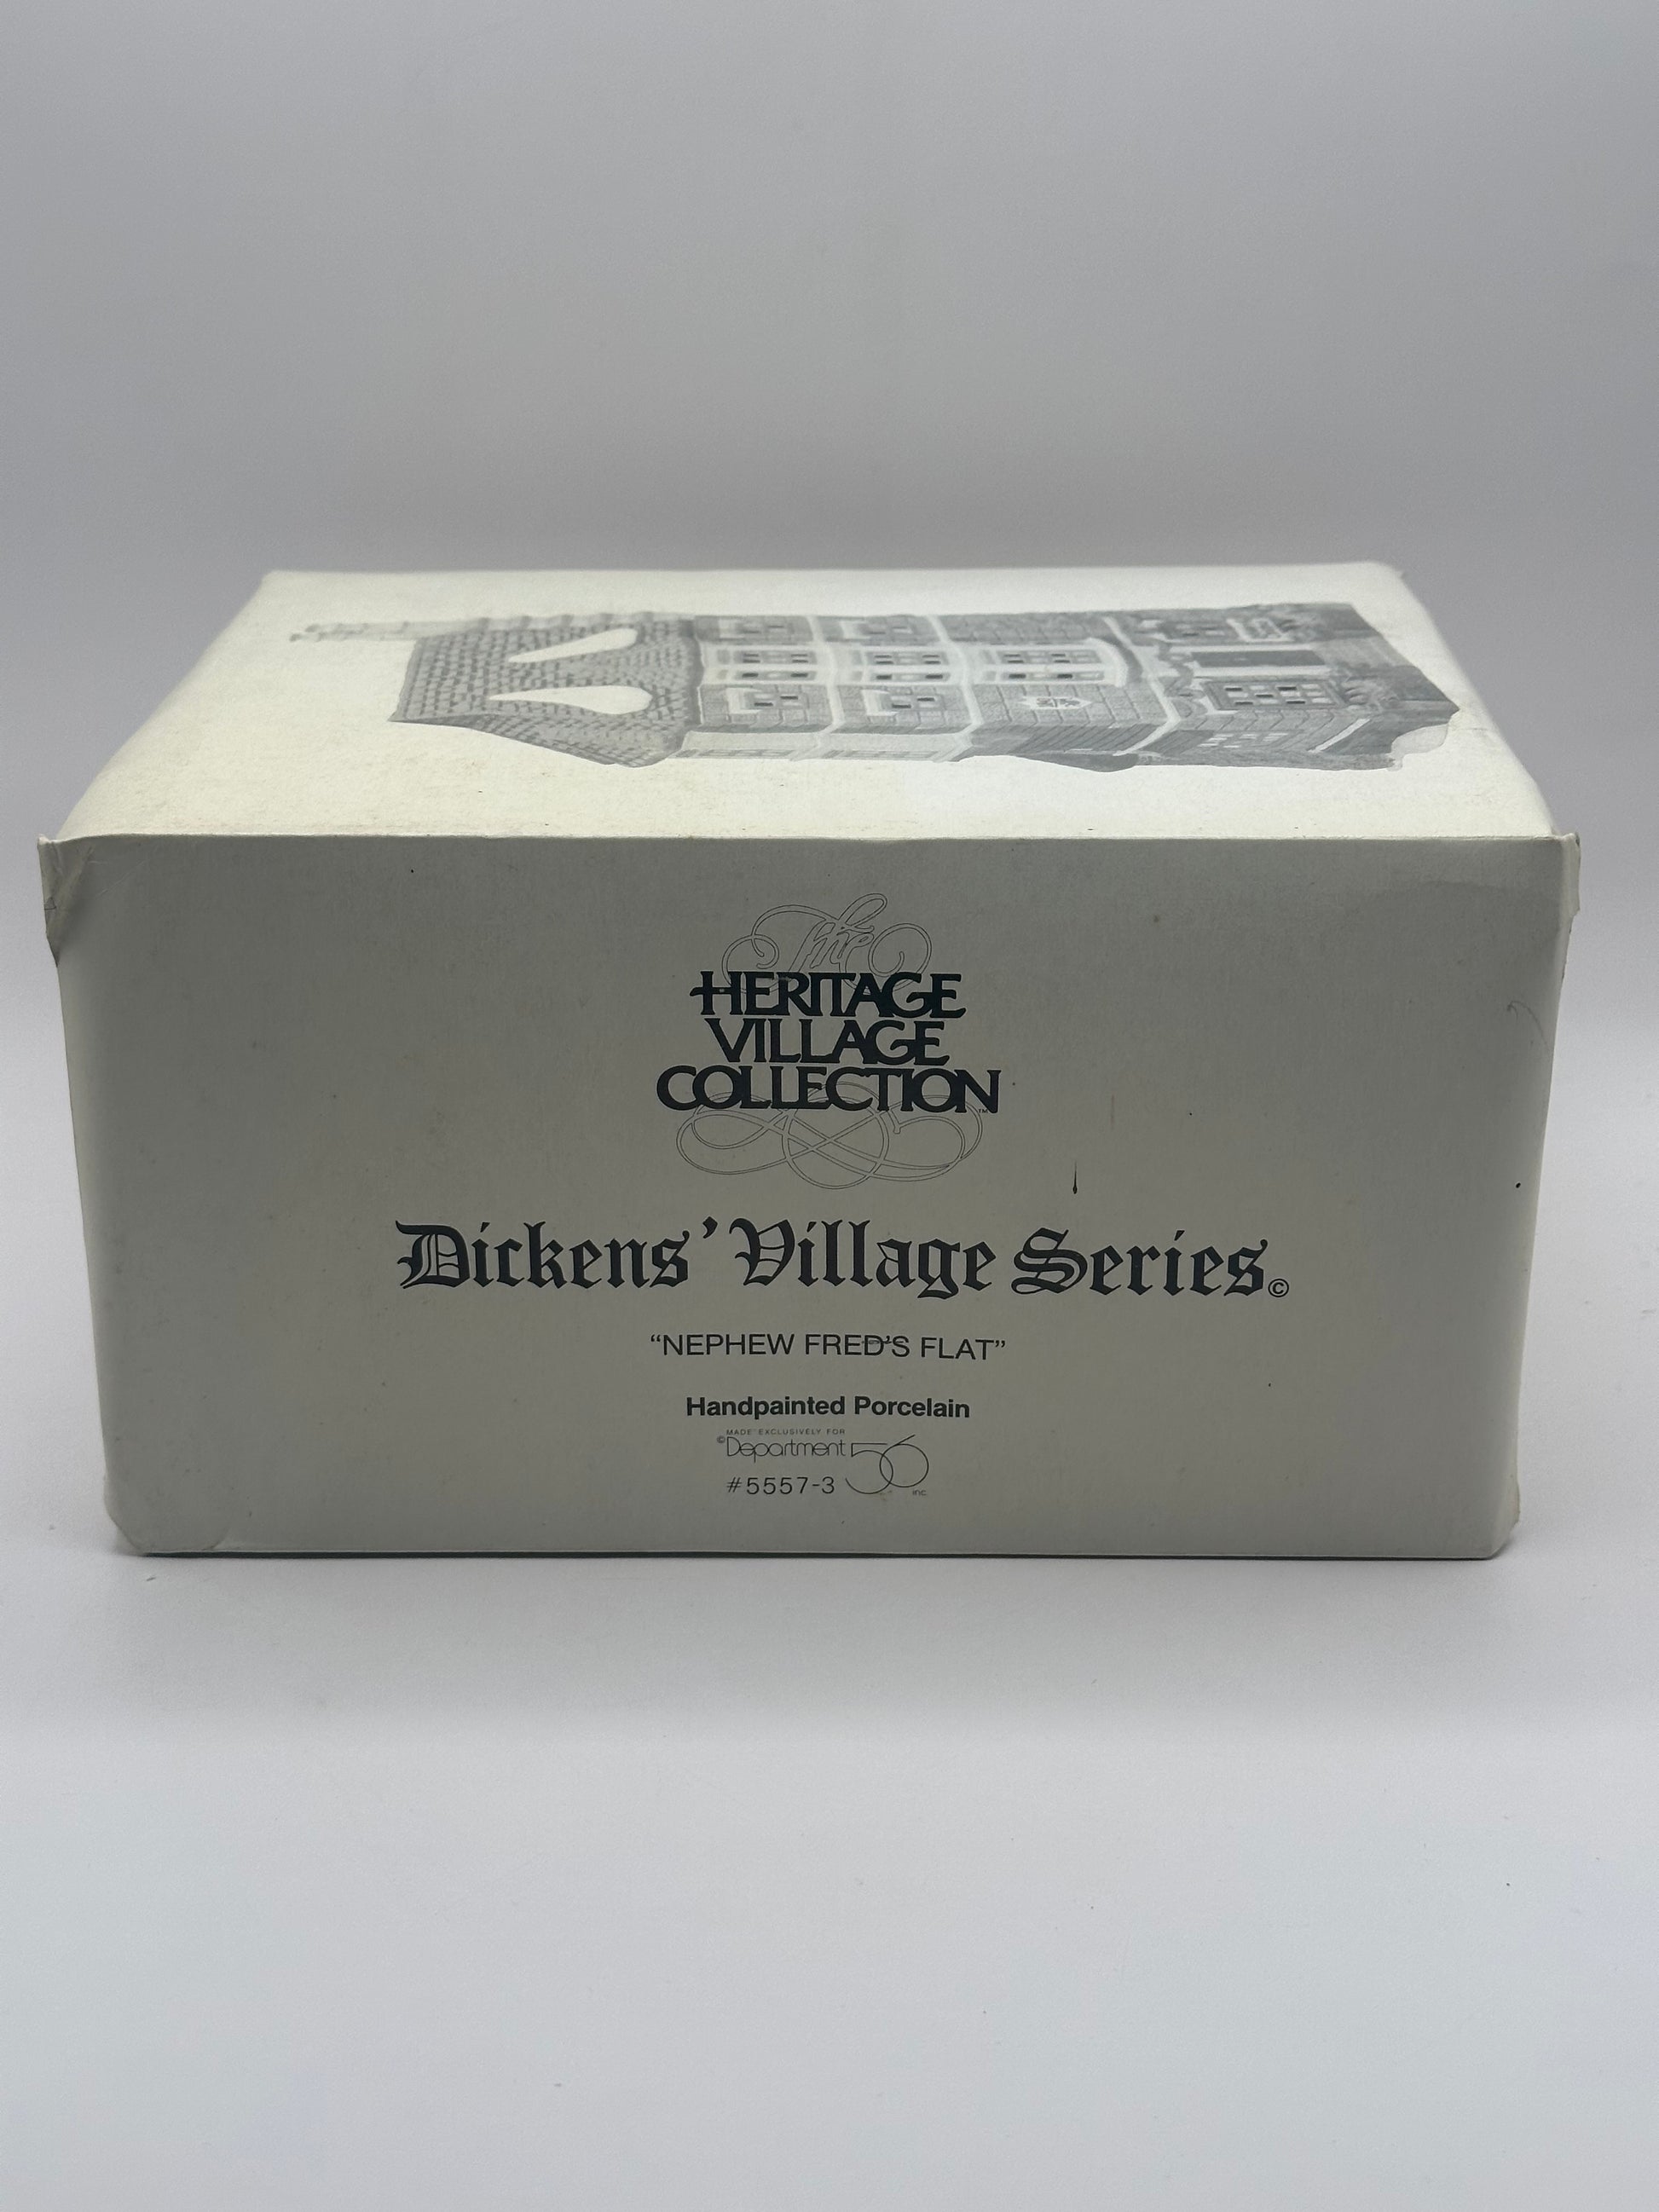 The
HERITAGE
VILLAGE
COLLECTION™
Dickens' Village Series©
“NEPHEW FRED'S FLAT”
Handpainted Porcelain
MADE EXCLUSIVELY FOR
©Department 56 inc.
#5557-3